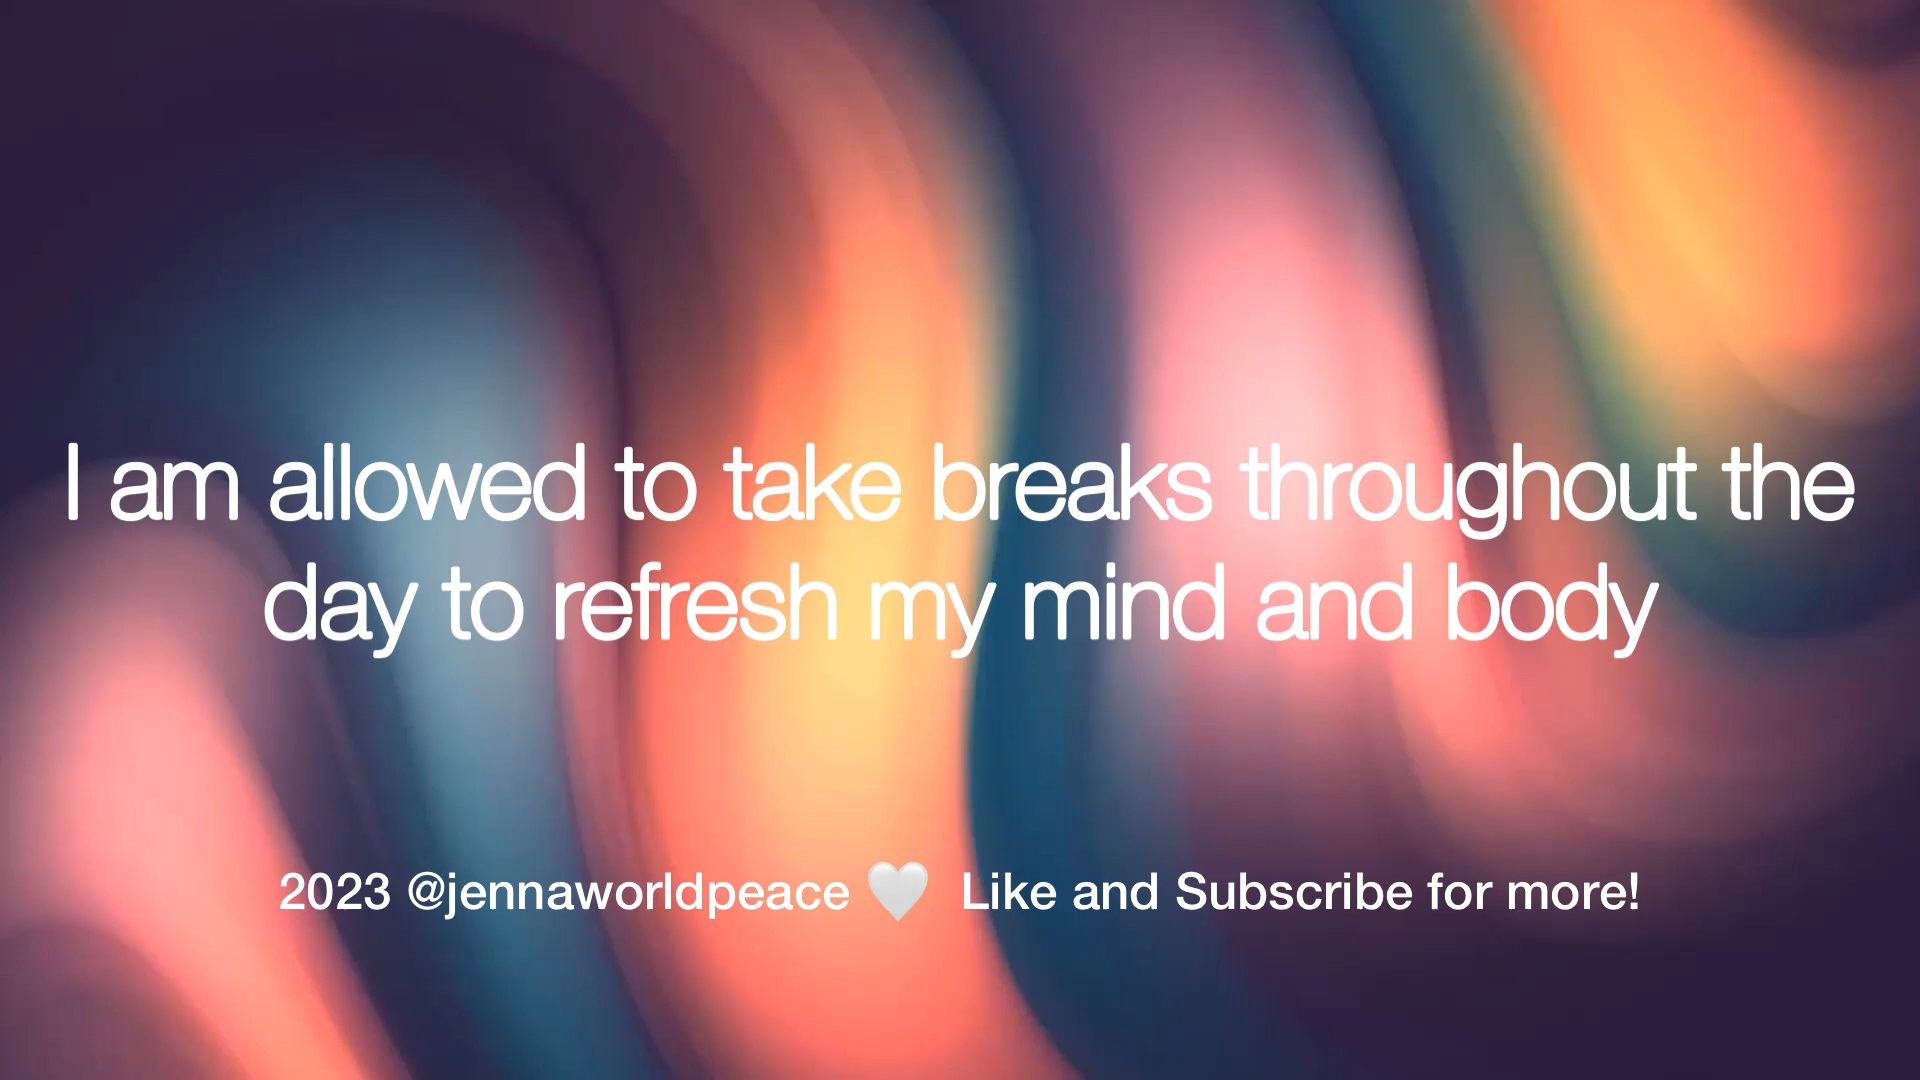 I am allowed to take breaks throughout the
day to refresh my mind and body
2023 @jennaworldpeace 🤍 Like and Subscribe for more!